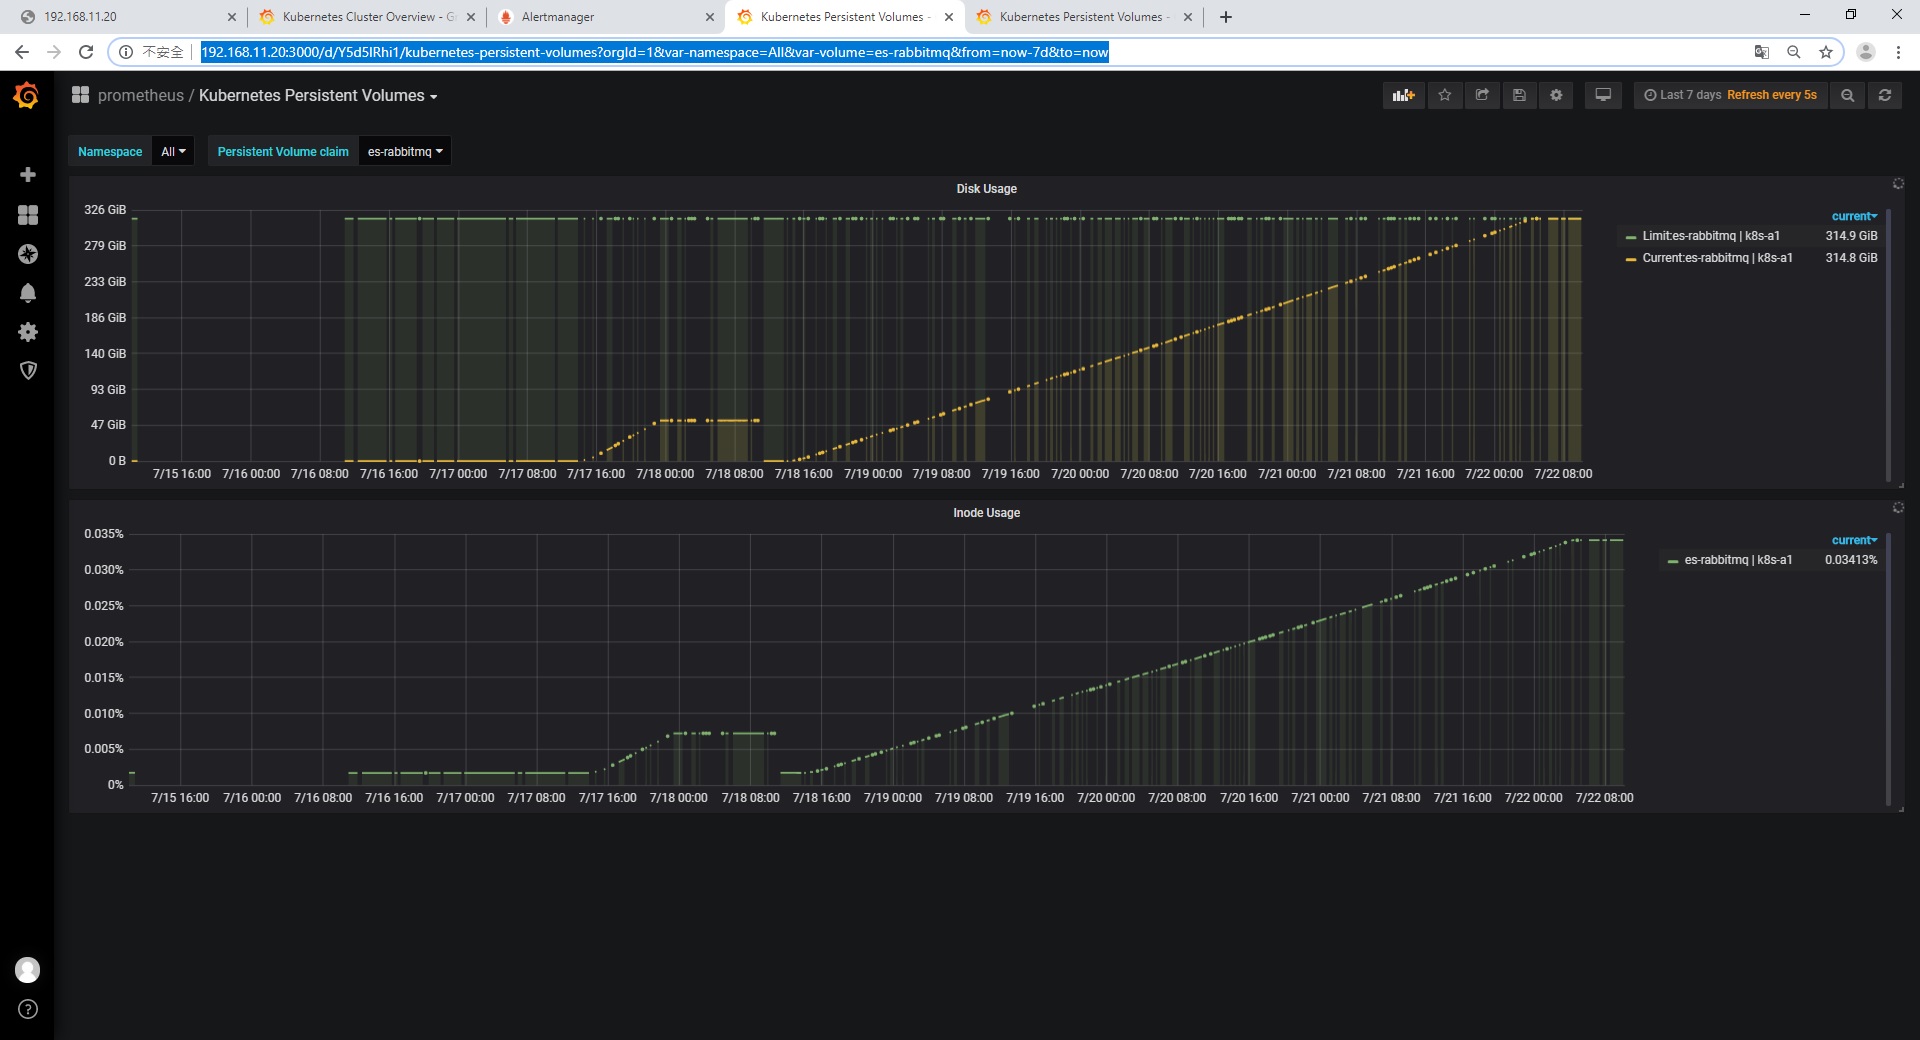 192.168.11.20
Kubernetes Cluster Overview - G
Alertmanager
Kubernetes Persistent Volumes -
Kubernetes Persistent Volumes -
不安全
192.168.11.20:3000/d/Y5d5IRhi1/kubernetes-persistent-volumes?orgId=1&var-namespace=All&var-volume=es-rabbitmq&from=now-7d&to=now
prometheus / Kubernetes Persistent Volumes
Last 7 days Refresh every 5s
Namespace All Persistent Volume claim es-rabbitmq
Disk Usage
326 GiB
279 GiB
233 GiB
186 GiB
140 GiB
93 GiB
47 GiB
0 B
7/15 16:00 7/16 00:00 7/16 08:00 7/16 16:00 7/17 00:00 7/17 08:00 7/17 16:00 7/18 00:00 7/18 08:00 7/18 16:00 7/19 00:00 7/19 08:00 7/19 16:00 7/20 00:00 7/20 08:00 7/20 16:00 7/21 00:00 7/21 08:00 7/21 16:00 7/22 00:00 7/22 08:00
current
Limit:es-rabbitmq | k8s-a1 314.9 GiB
Current:es-rabbitmq | k8s-a1 314.8 GiB
Inode Usage
0.035%
0.030%
0.025%
0.020%
0.015%
0.010%
0.005%
0%
7/15 16:00 7/16 00:00 7/16 08:00 7/16 16:00 7/17 00:00 7/17 08:00 7/17 16:00 7/18 00:00 7/18 08:00 7/18 16:00 7/19 00:00 7/19 08:00 7/19 16:00 7/20 00:00 7/20 08:00 7/20 16:00 7/21 00:00 7/21 08:00 7/21 16:00 7/22 00:00 7/22 08:00
current
es-rabbitmq | k8s-a1 0.03413%